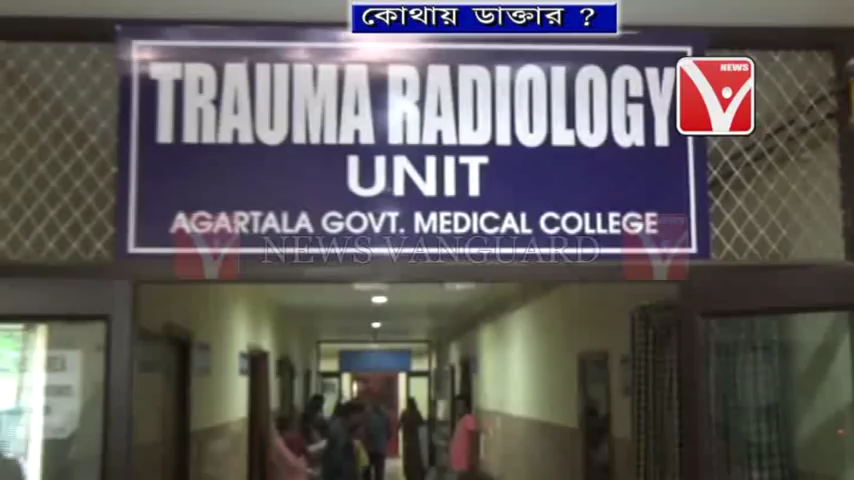 কোথায় ডাক্তার ?
NEWS
TRAUMA RADIOLOGY
UNIT
AGARTALA GOVT. MEDICAL COLLEGE
NEWS VANGUARD